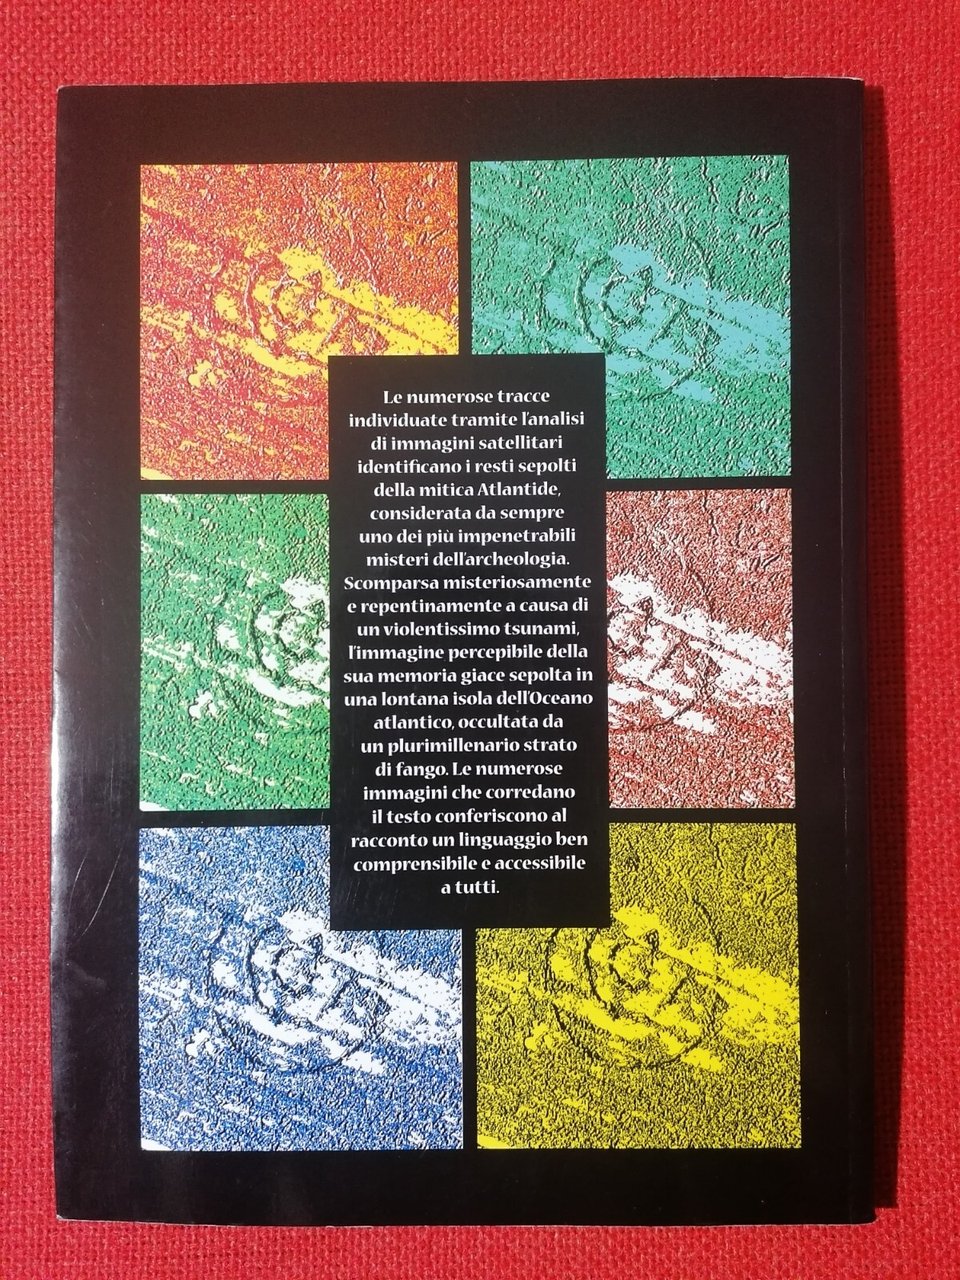 Le numerose tracce
individuate tramite l'analisi
di immagini satellitari
identificano i resti sepolti
della mitica Atlantide,
considerata da sempre
uno dei più impenetrabili
misteri dell'archeologia.
Scomparsa misteriosamente
e repentinamente a causa di
un violentissimo tsunami,
l'immagine percepibile della
sua memoria giace sepolta in
una lontana isola dell'Oceano
atlantico, occultata da
un plurimillenario strato
di fango. Le numerose
immagini che corredano
il testo conferiscono al
racconto un linguaggio ben
comprensibile e accessibile
a tutti.